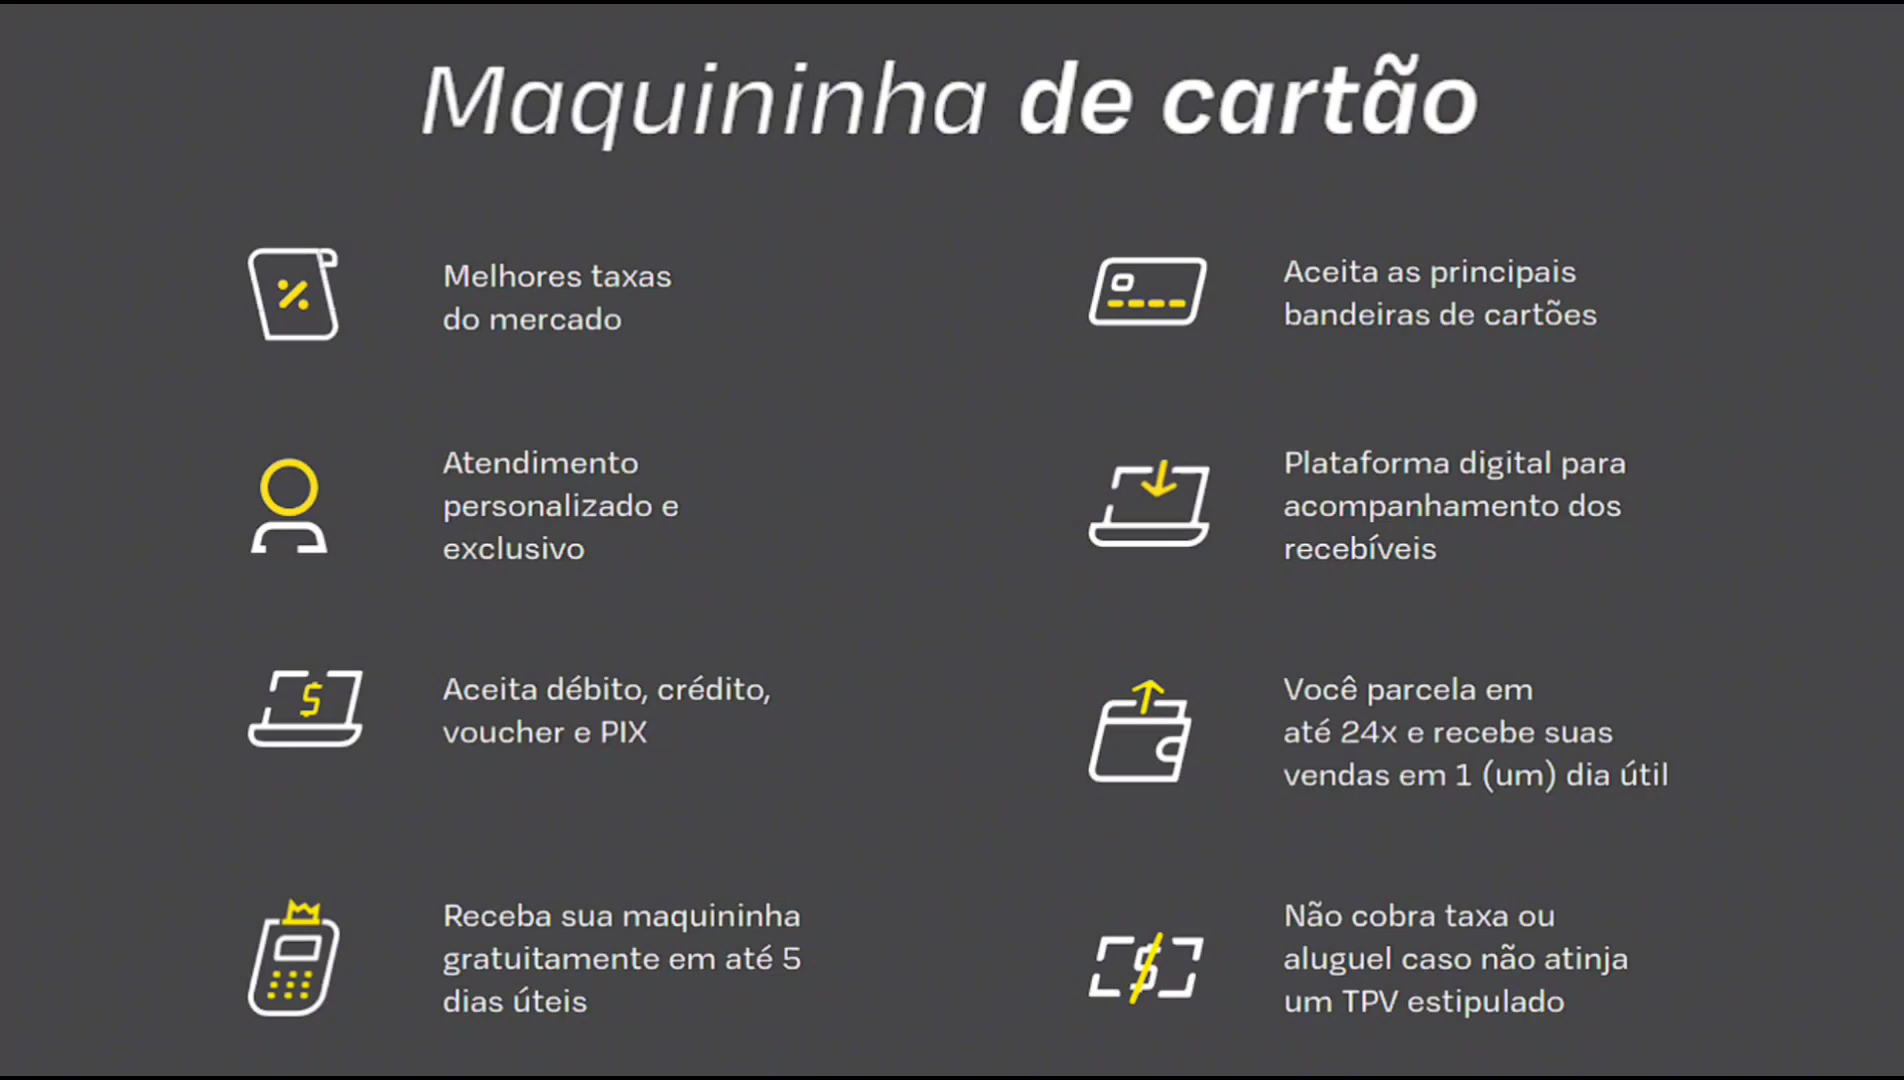 Maquininha de cartão
Melhores taxas
do mercado
Aceita as principais
bandeiras de cartões
Atendimento
personalizado e
exclusivo
Plataforma digital para
acompanhamento dos
recebíveis
Aceita débito, crédito,
voucher e PIX
Você parcela em
até 24x e recebe suas
vendas em 1 (um) dia útil
Receba sua maquininha
gratuitamente em até 5
dias úteis
Não cobra taxa ou
aluguel caso não atinja
um TPV estipulado